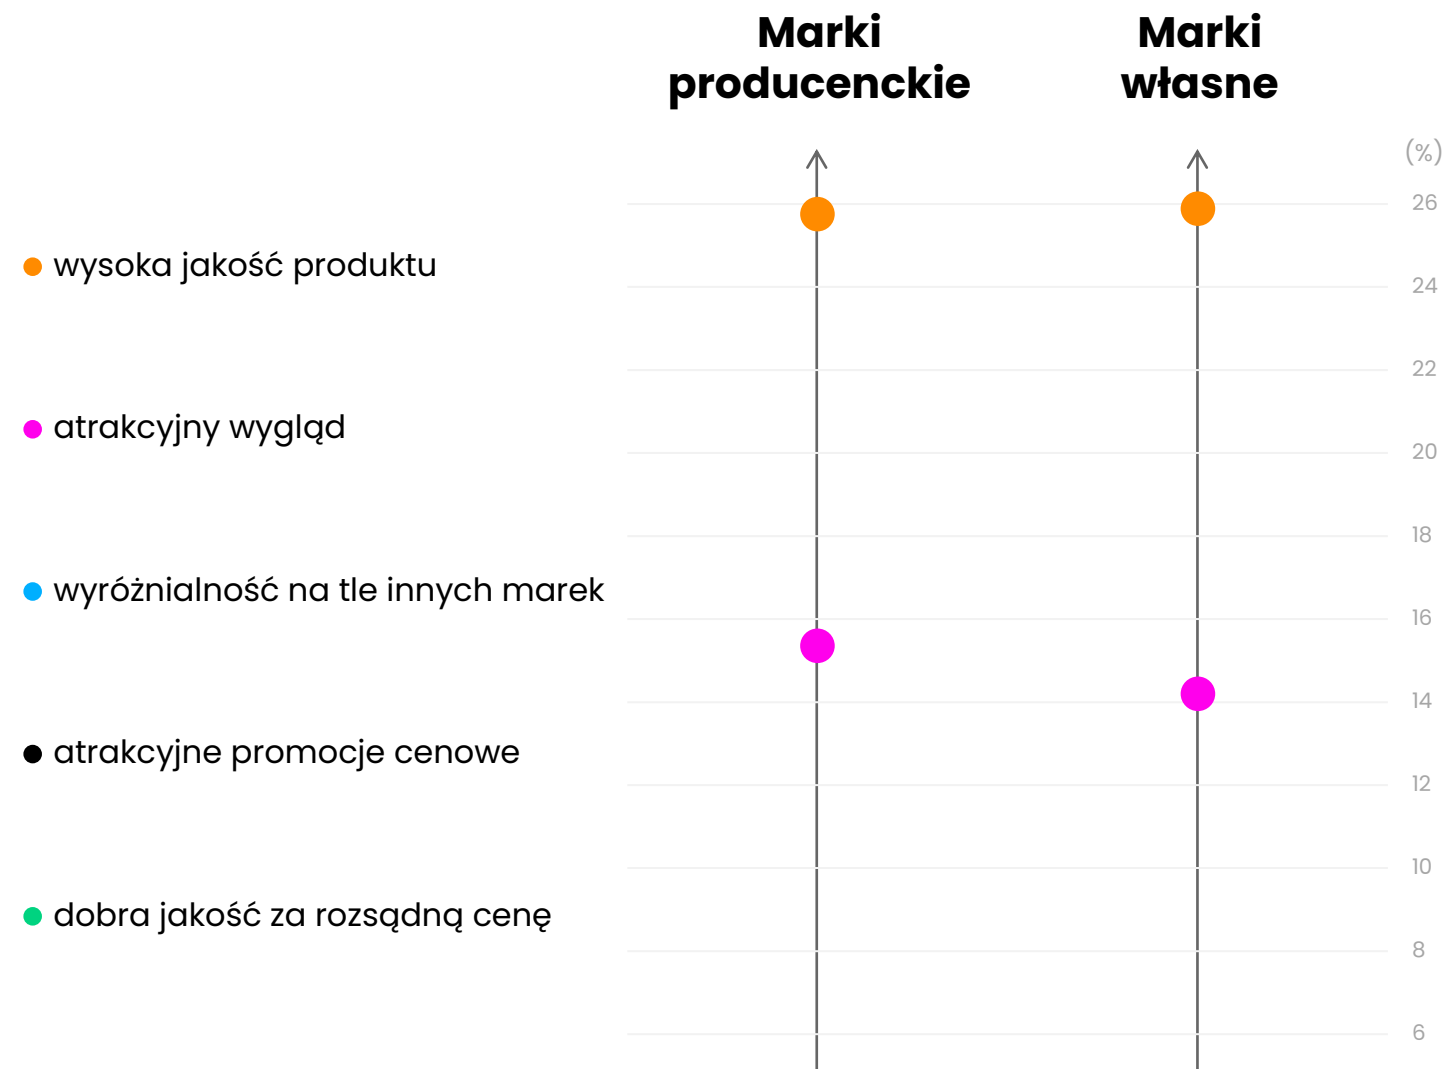 Marki
producenckie
Marki
własne
(%)
26
wysoka jakość produktu
24
22
atrakcyjny wygląd
20
18
wyróżnialność na tle innych marek
16
14
atrakcyjne promocje cenowe
12
10
dobra jakość za rozsądną cenę
8
6